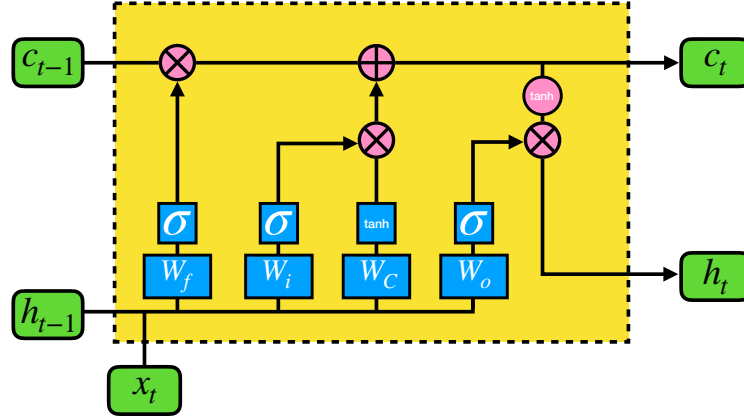 c_{t-1} c_t
tanh
σ σ tanh σ
W_f W_i W_C W_o
h_t
h_{t-1}
x_t